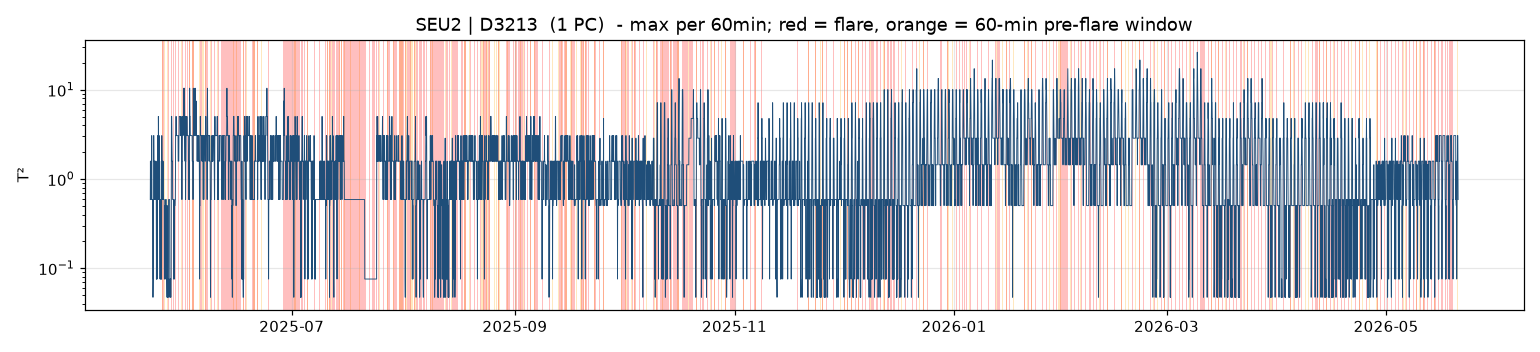 SEU2 | D3213  (1 PC)  - max per 60min; red = flare, orange = 60-min pre-flare window
T²
10¹
10⁰
10⁻¹
2025-07 2025-09 2025-11 2026-01 2026-03 2026-05